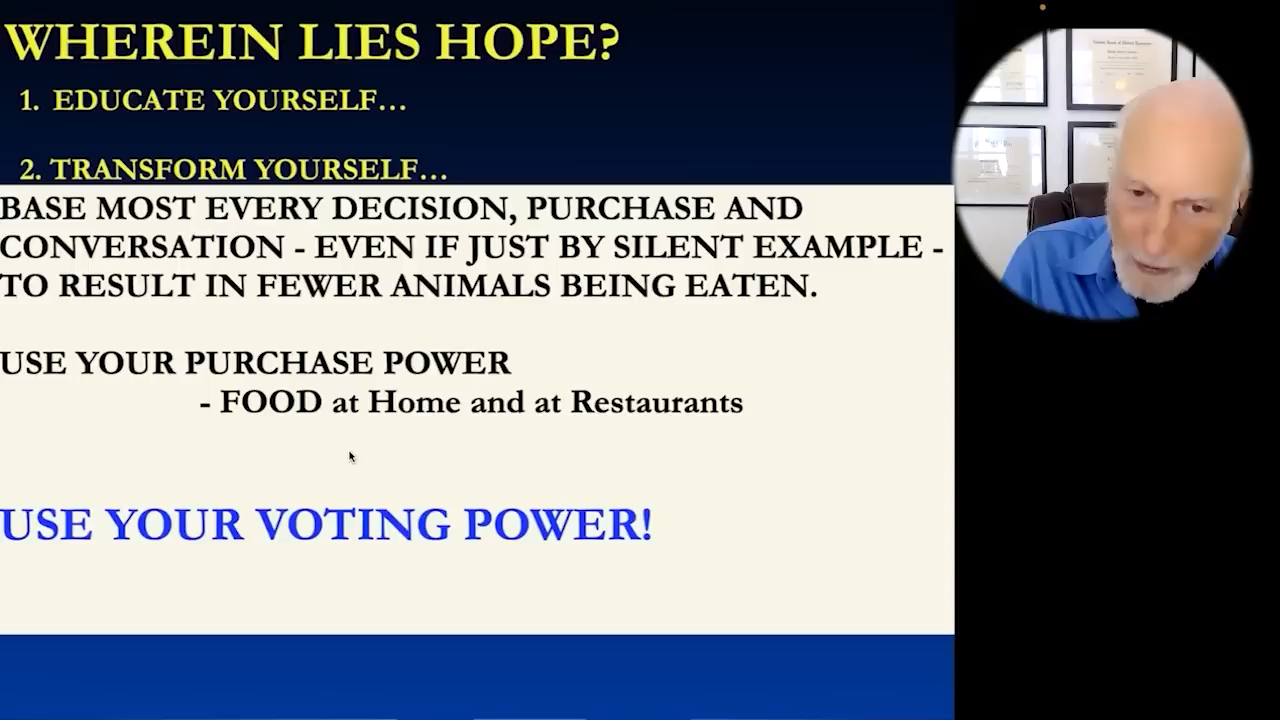 WHEREIN LIES HOPE?
1. EDUCATE YOURSELF…
2. TRANSFORM YOURSELF…
BASE MOST EVERY DECISION, PURCHASE AND
CONVERSATION - EVEN IF JUST BY SILENT EXAMPLE -
TO RESULT IN FEWER ANIMALS BEING EATEN.
USE YOUR PURCHASE POWER
- FOOD at Home and at Restaurants
USE YOUR VOTING POWER!